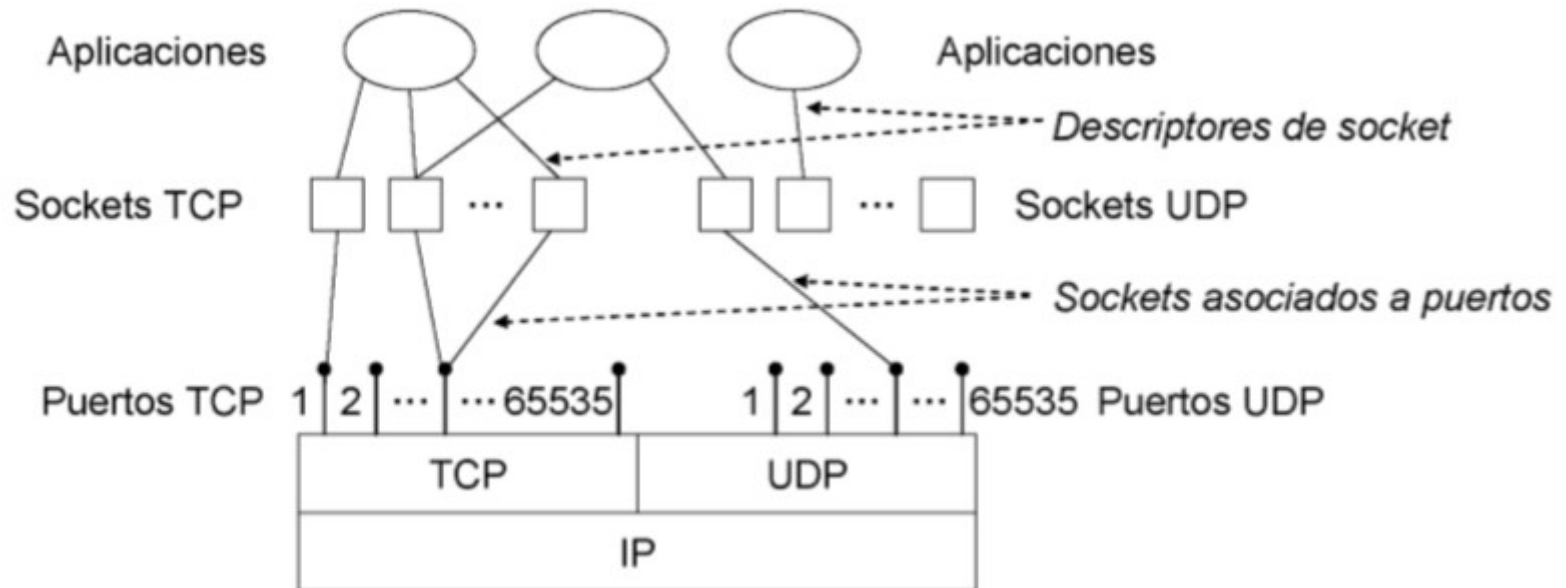 Aplicaciones Aplicaciones
Descriptores de socket
Sockets TCP ... ... Sockets UDP
Sockets asociados a puertos
Puertos TCP 1 2 ... ... 65535 1 2 ... ... 65535 Puertos UDP
TCP UDP
IP